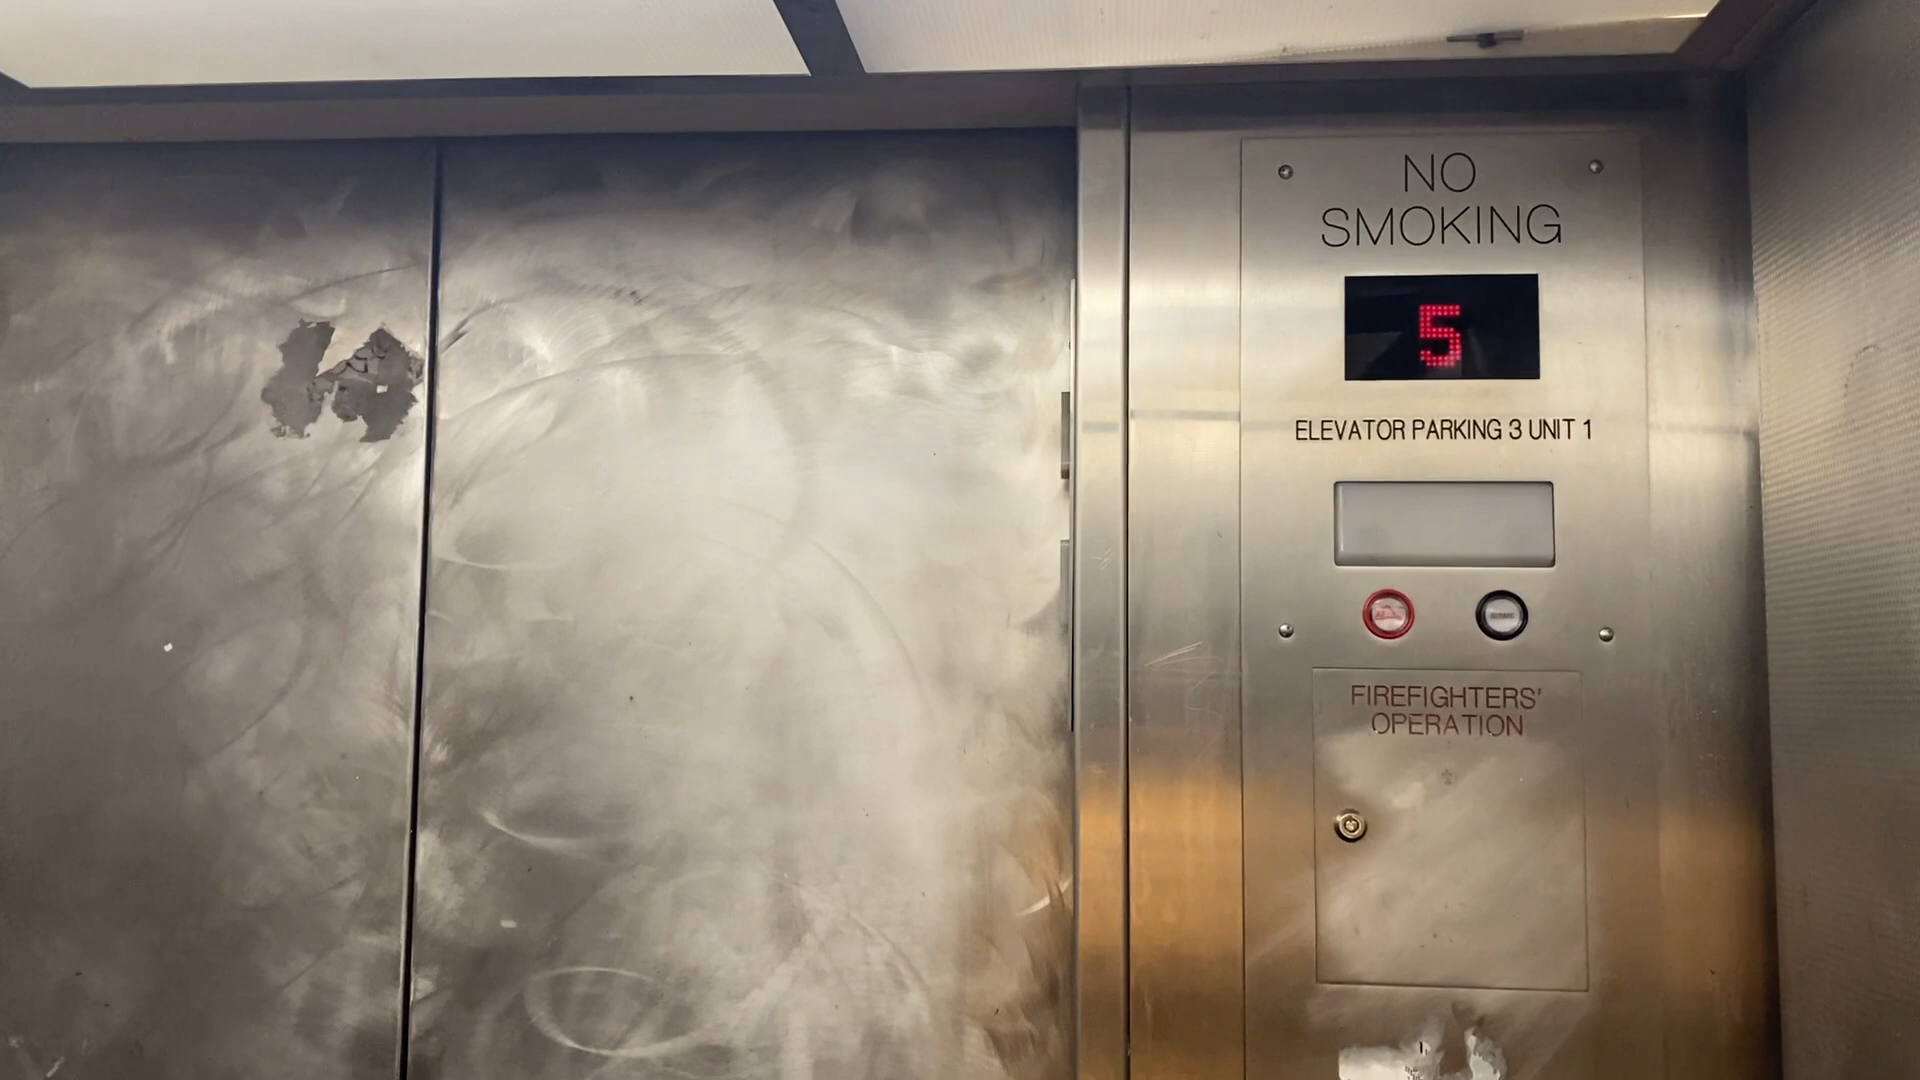 NO
SMOKING
5
ELEVATOR PARKING 3 UNIT 1
FIREFIGHTERS'
OPERATION